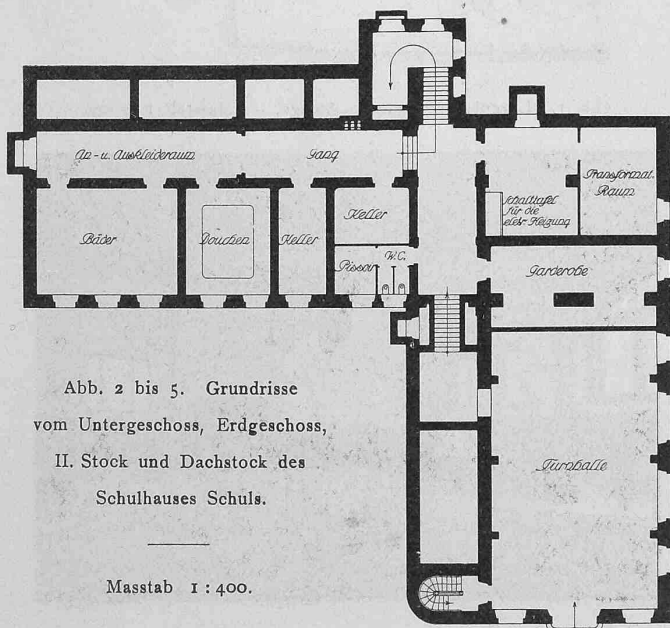 An- u. Auskleideraum
Gang
Transformat.
Raum
Schalttafel
für die
elektr. Heizung
Keller
Bäder
Douchen
Keller
Pissoir
W.C.
Garderobe
Turnhalle
Abb. 2 bis 5. Grundrisse
vom Untergeschoss, Erdgeschoss,
II. Stock und Dachstock des
Schulhauses Schuls.
Masstab 1 : 400.